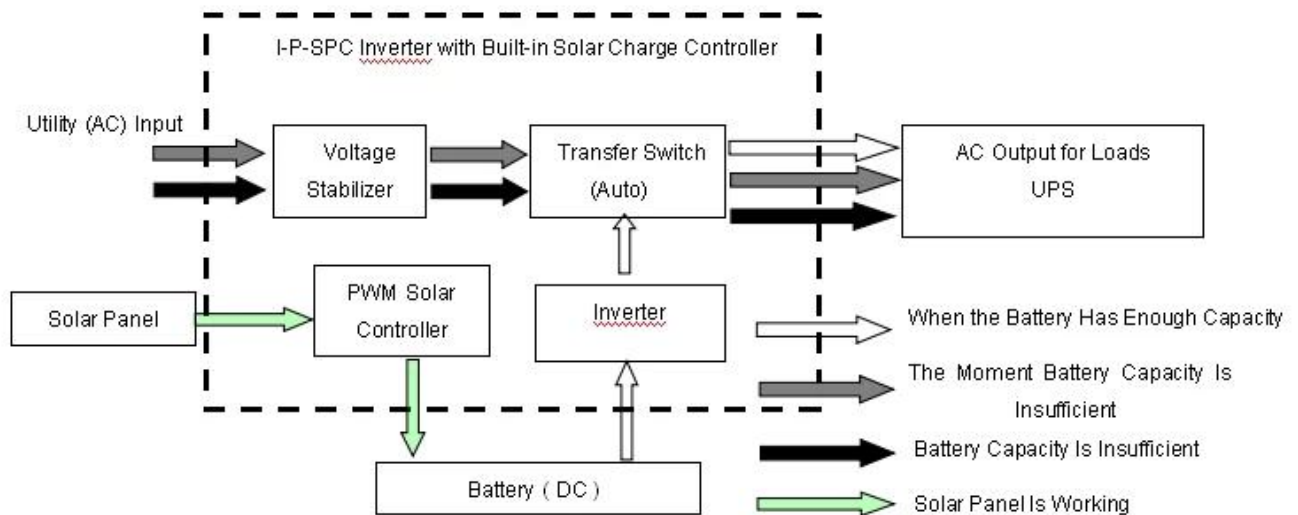 I-P-SPC Inverter with Built-in Solar Charge Controller
Utility (AC) Input
Voltage
Stabilizer
Transfer Switch
(Auto)
AC Output for Loads
UPS
Solar Panel
PWM Solar
Controller
Inverter
Battery ( DC )
When the Battery Has Enough Capacity
The Moment Battery Capacity Is
Insufficient
Battery Capacity Is Insufficient
Solar Panel Is Working